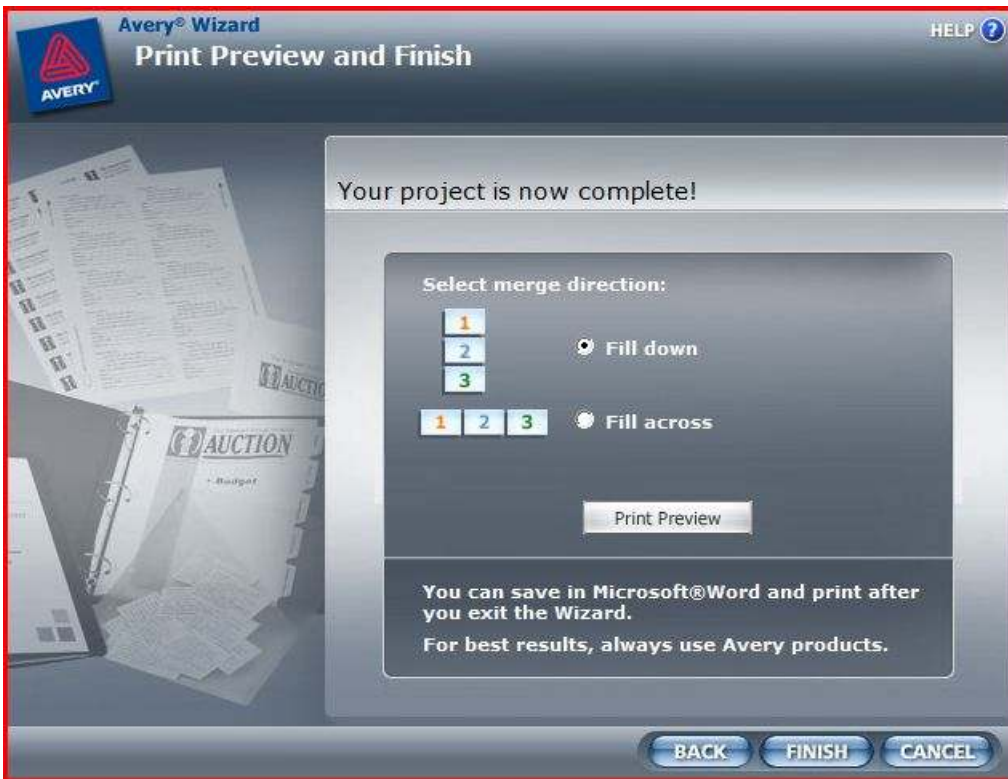 Avery® Wizard
HELP ?
Print Preview and Finish
AVERY
Your project is now complete!
Select merge direction:
1
2
Fill down
3
1 2 3
Fill across
AUCTION
AUCTION
- Budget
Print Preview
You can save in Microsoft®Word and print after
you exit the Wizard.
For best results, always use Avery products.
BACK
FINISH
CANCEL